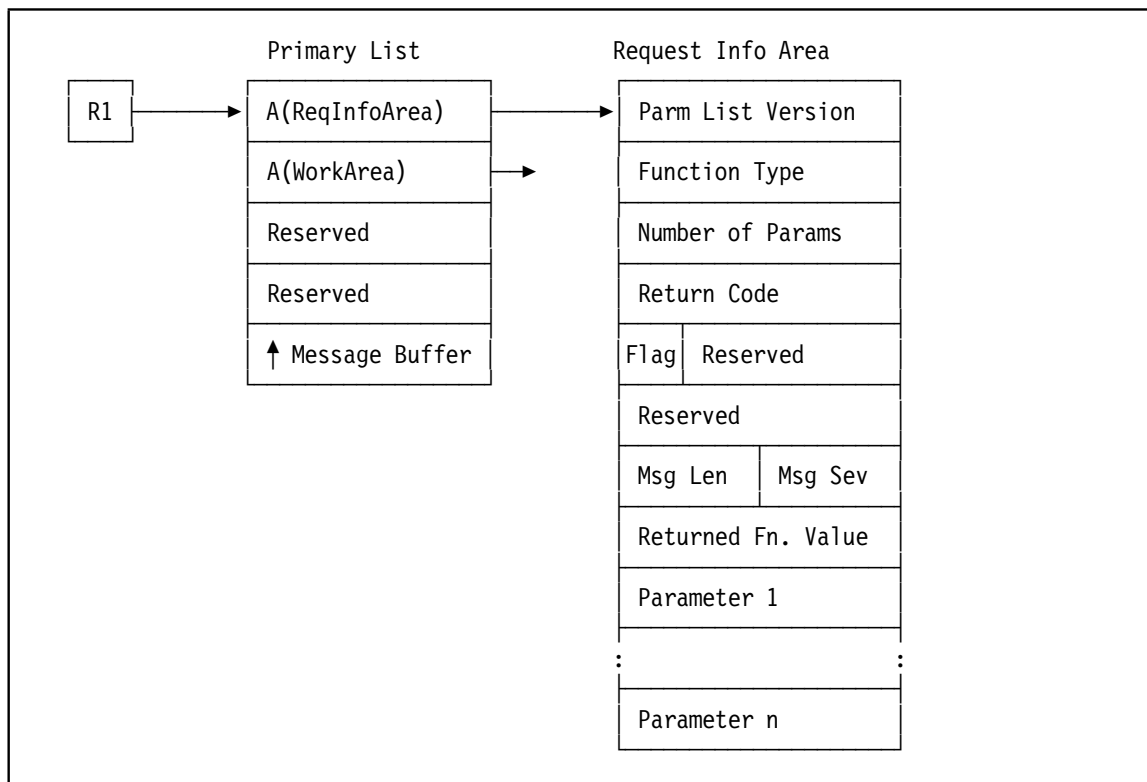 Primary List Request Info Area
R1 A(ReqInfoArea) Parm List Version
A(WorkArea) Function Type
Reserved Number of Params
Reserved Return Code
Message Buffer Flag Reserved
Reserved
Msg Len Msg Sev
Returned Fn. Value
Parameter 1
: :
Parameter n